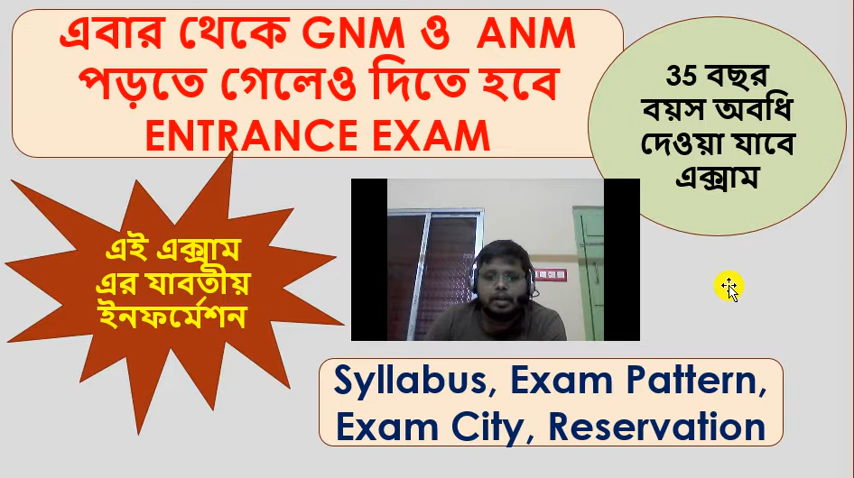 এবার থেকে GNM ও ANM
পড়তে গেলেও দিতে হবে
ENTRANCE EXAM
35 বছর
বয়স অবধি
দেওয়া যাবে
এক্সাম
এই এক্সাম
এর যাবতীয়
ইনফর্মেশন
Syllabus, Exam Pattern,
Exam City, Reservation